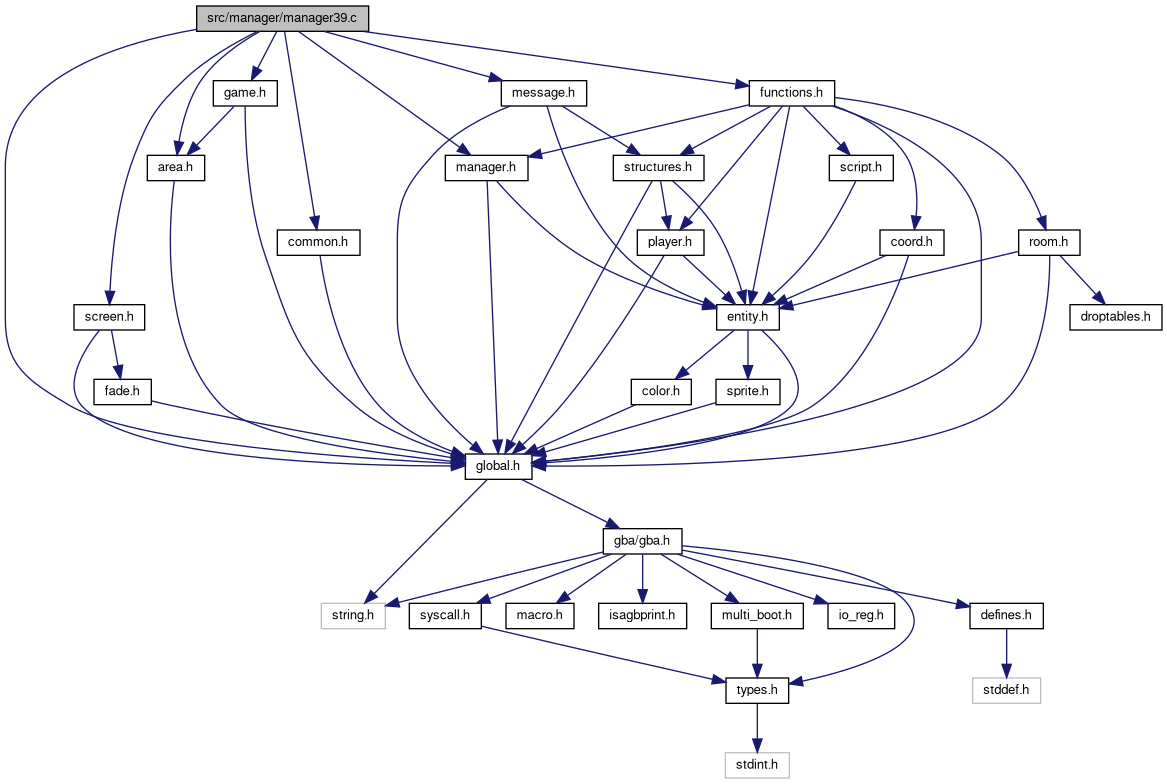 src/manager/manager39.c
game.h
message.h
functions.h
area.h
manager.h
structures.h
script.h
common.h
player.h
coord.h
room.h
screen.h
entity.h
droptables.h
fade.h
color.h
sprite.h
global.h
gba/gba.h
string.h
syscall.h
macro.h
isagbprint.h
multi_boot.h
io_reg.h
defines.h
types.h
stddef.h
stdint.h